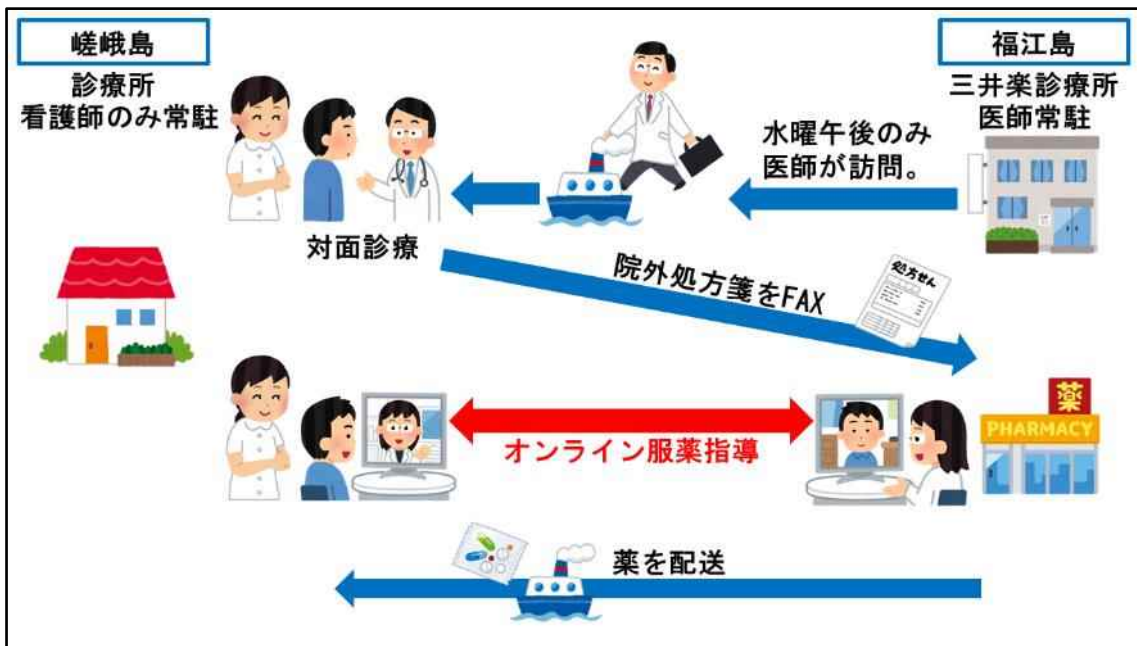 嵯峨島
診療所
看護師のみ常駐
福江島
三井楽診療所
医師常駐
水曜午後のみ
医師が訪問。
対面診療
院外処方箋をFAX
処方せん
薬
PHARMACY
オンライン服薬指導
薬を配送